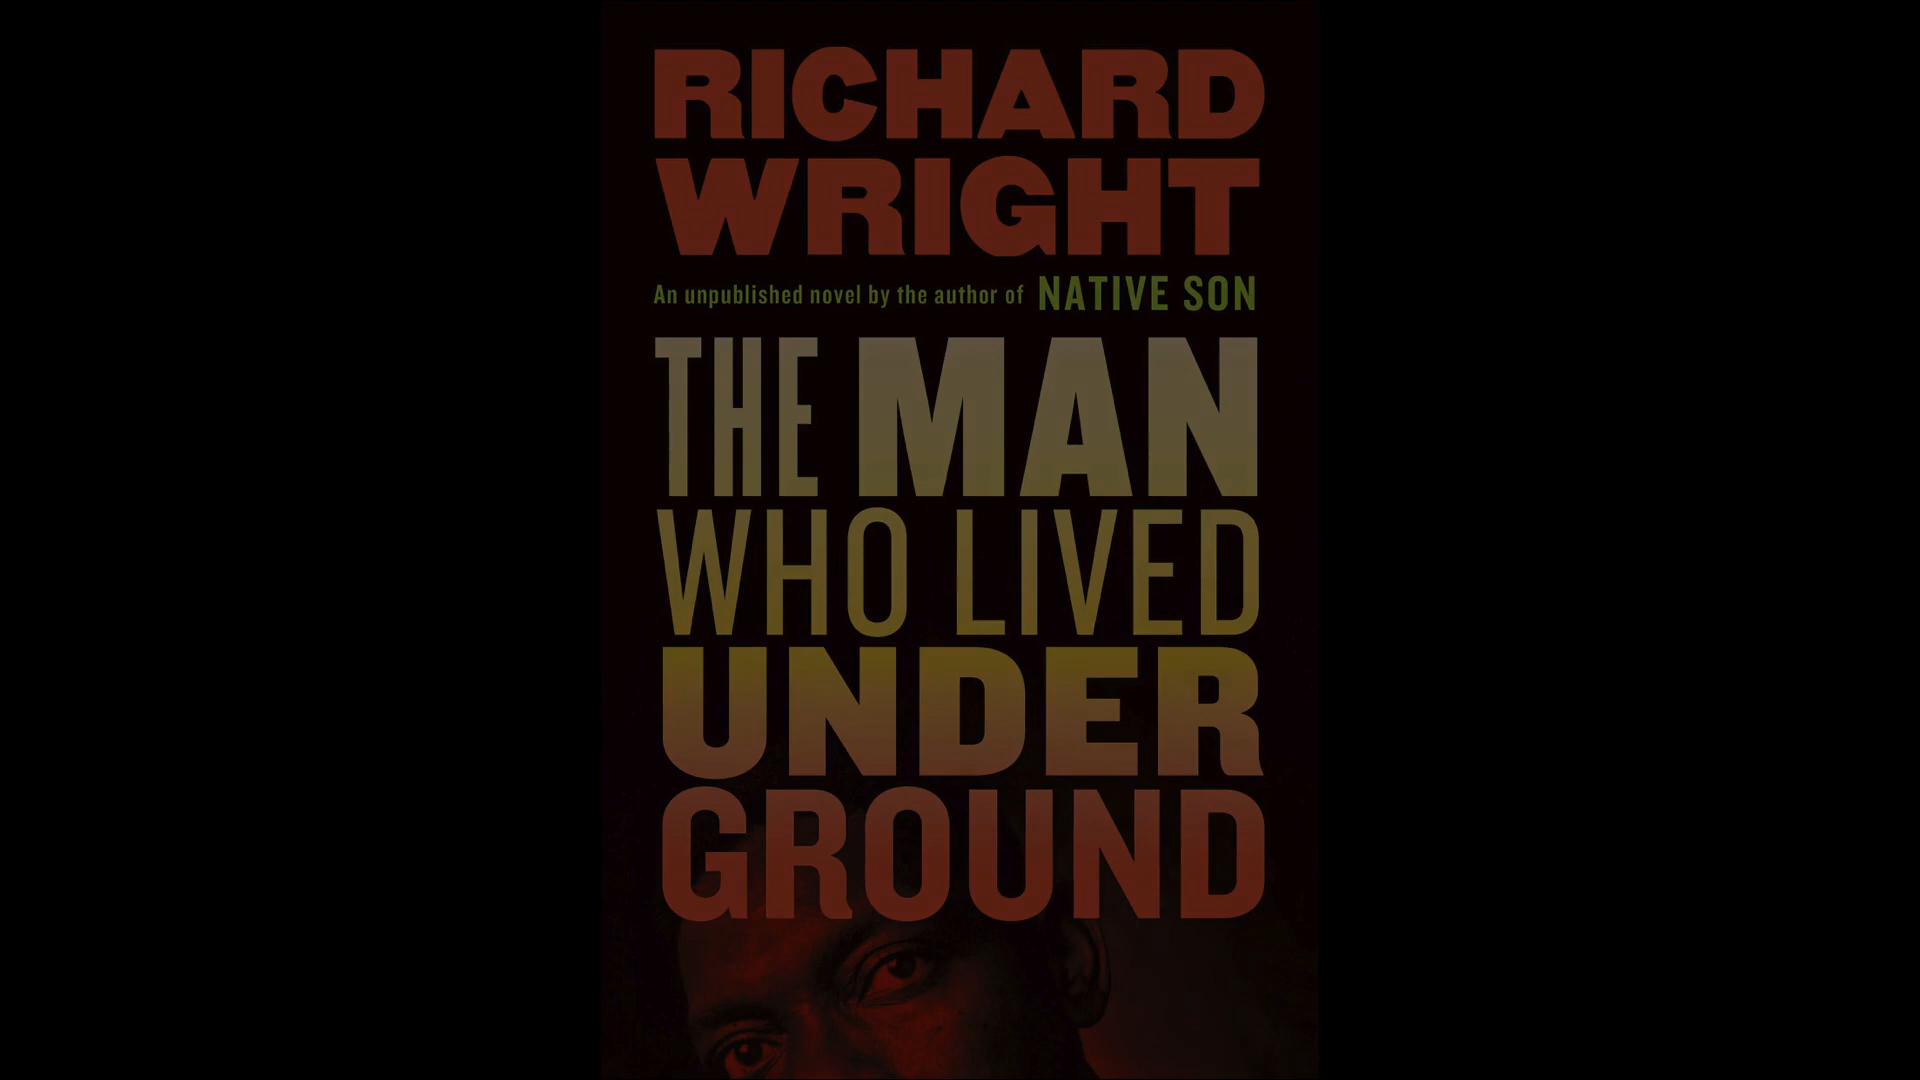 RICHARD
WRIGHT
An unpublished novel by the author of NATIVE SON
THE MAN
WHO LIVED
UNDER
GROUND